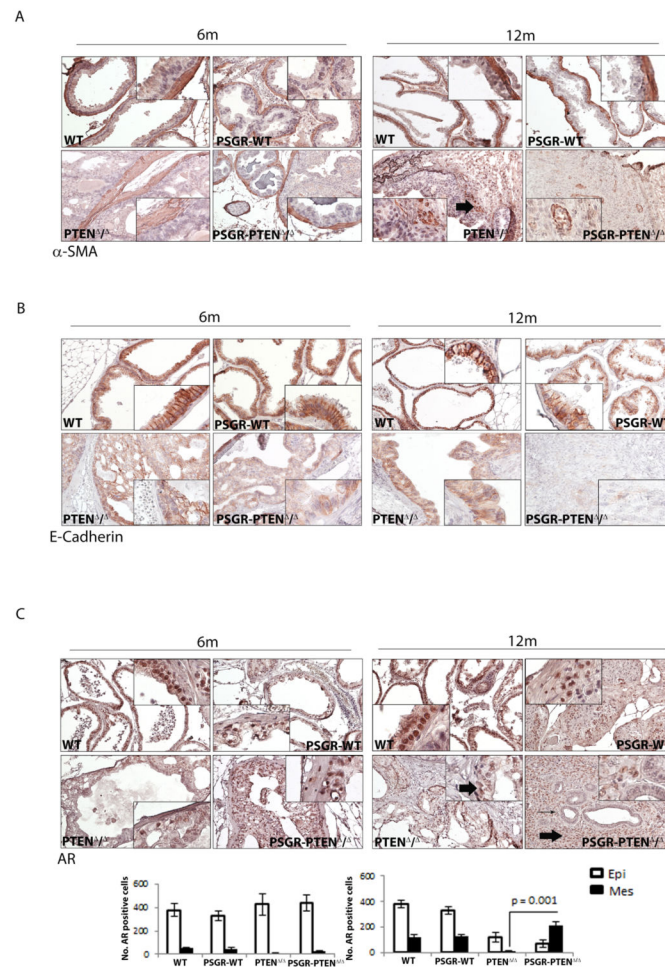 A
6m 12m
WT PSGR-WT WT PSGR-WT
PTENΔ/Δ PSGR-PTENΔ/Δ PTENΔ/Δ PSGR-PTENΔ/Δ
α-SMA
B
6m 12m
WT PSGR-WT WT PSGR-WT
PTENΔ/Δ PSGR-PTENΔ/Δ PTENΔ/Δ PSGR-PTENΔ/Δ
E-Cadherin
C
6m 12m
WT PSGR-WT WT PSGR-W
PTENΔ/Δ PSGR-PTENΔ/Δ PTENΔ/Δ PSGR-PTENΔ/Δ
AR
No. AR positive cells
600
400
200
0
WT PSGR-WT PTENΔ/Δ PSGR-PTENΔ/Δ
No. AR positive cells
600
400
200
0
p = 0.001
Epi
Mes
WT PSGR-WT PTENΔ/Δ PSGR-PTENΔ/Δ